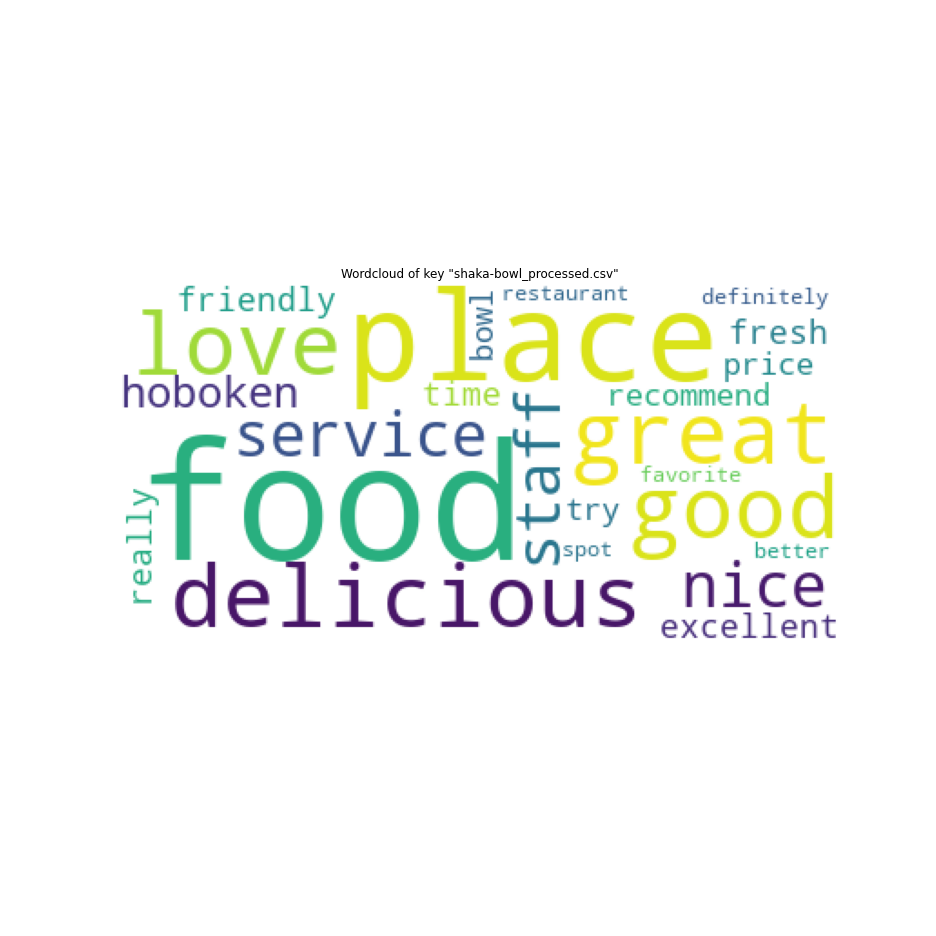 Wordcloud of key "shaka-bowl_processed.csv"
friendly
bowl
restaurant
definitely
love
place
fresh
price
hoboken
time
recommend
service
staff
great
food
favorite
really
try
good
spot
better
delicious
nice
excellent